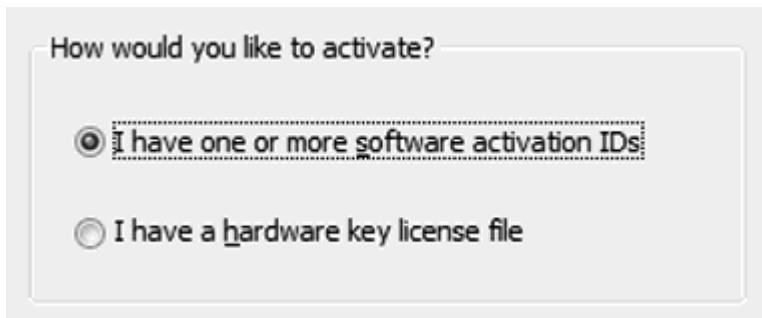 How would you like to activate?
I have one or more software activation IDs
I have a hardware key license file